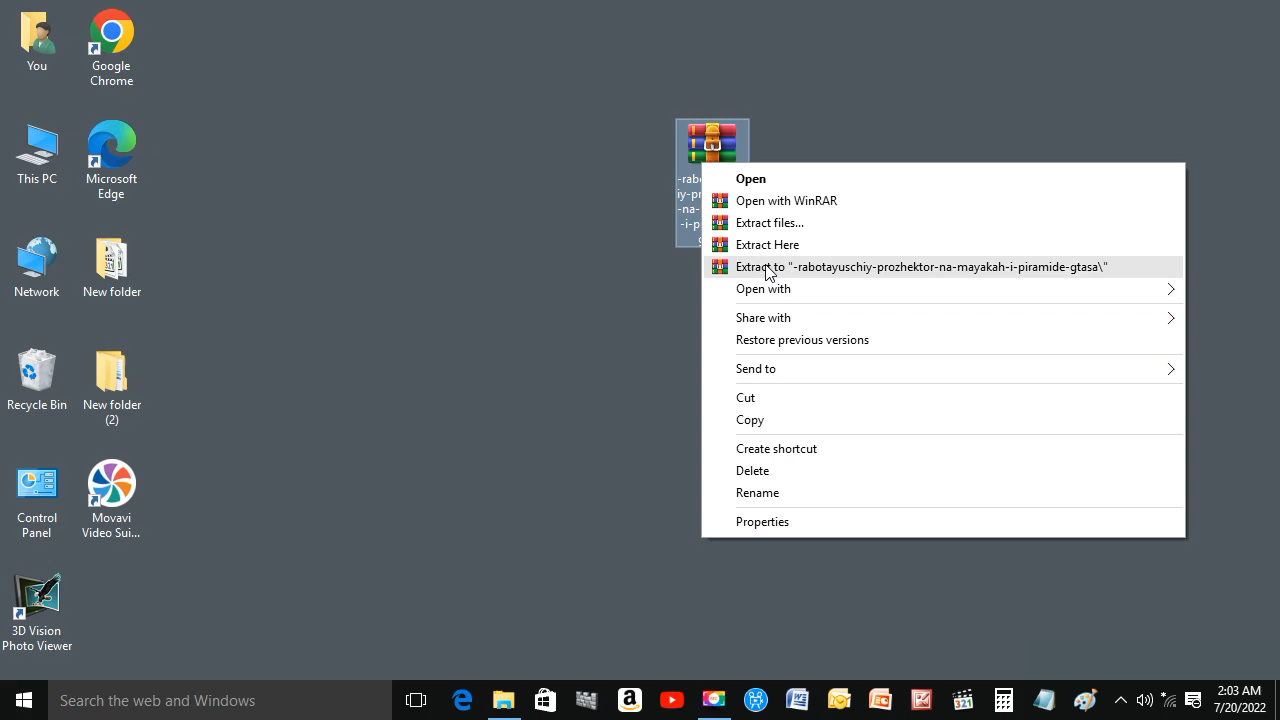 You
Google
Chrome
This PC
Microsoft
Edge
Network
New folder
Recycle Bin
New folder
(2)
Control
Panel
Movavi
Video Sui...
3D Vision
Photo Viewer
Open
Open with WinRAR
Extract files...
Extract Here
Extract to "-rabotayuschiy-prozhektor-na-mayakah-i-piramide-gtasa\"
Open with
Share with
Restore previous versions
Send to
Cut
Copy
Create shortcut
Delete
Rename
Properties
Search the web and Windows
2:03 AM
7/20/2022